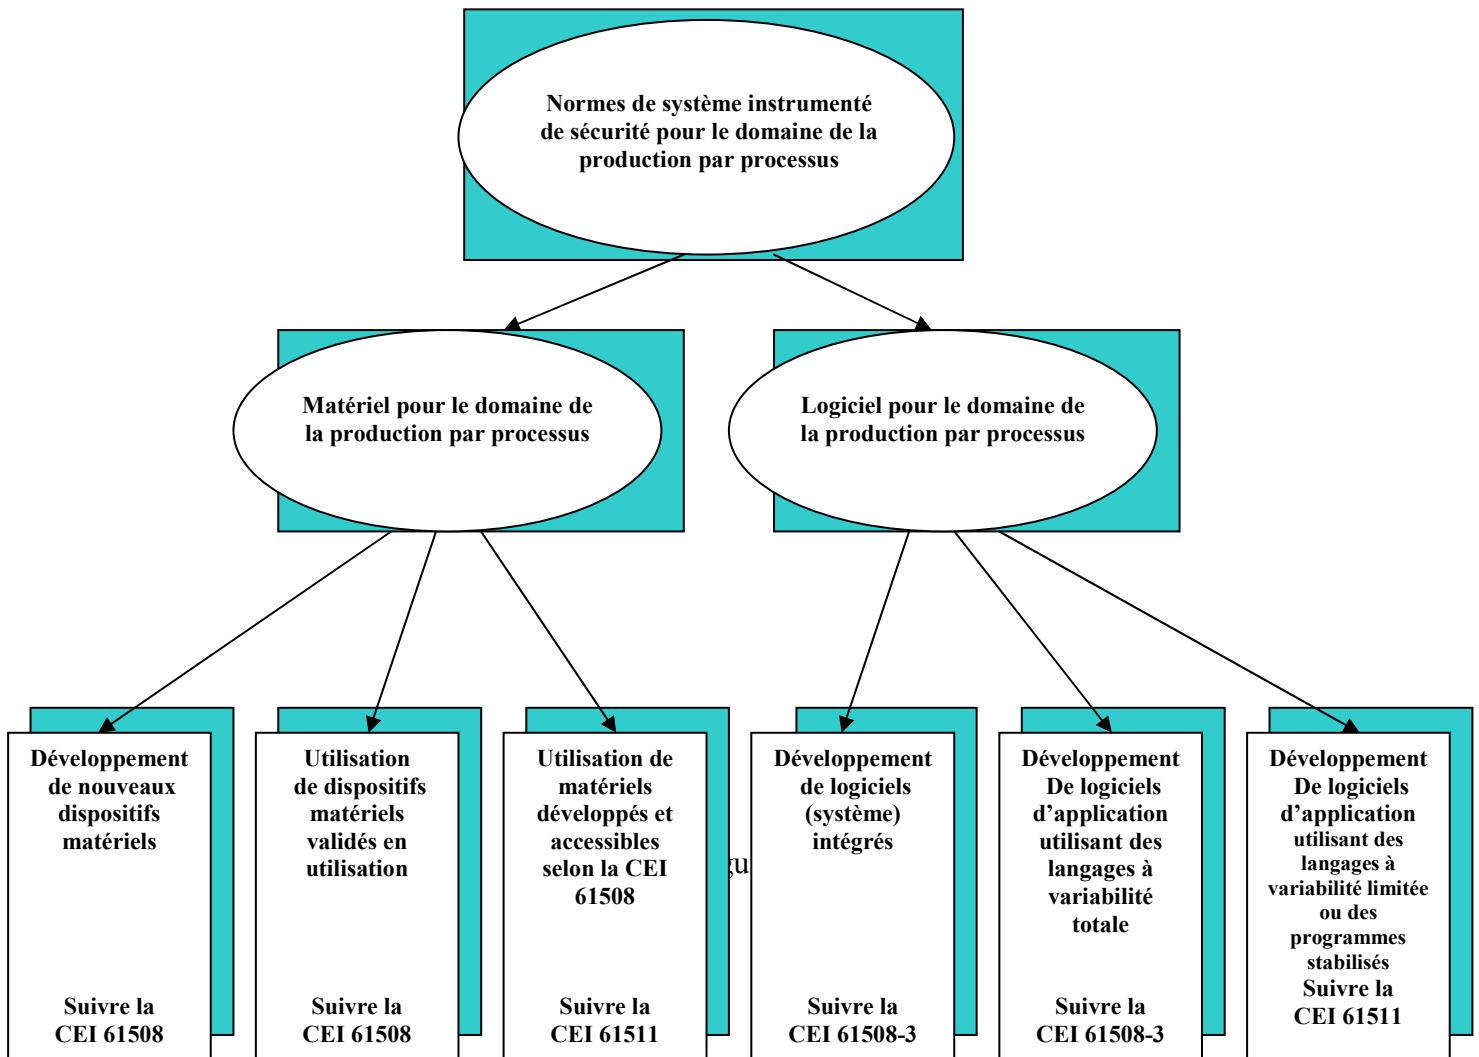 Normes de système instrumenté
de sécurité pour le domaine de la
production par processus
Matériel pour le domaine de
la production par processus
Logiciel pour le domaine de
la production par processus
Développement
de nouveaux
dispositifs
matériels
Suivre la
CEI 61508
Utilisation
de dispositifs
matériels
validés en
utilisation
Suivre la
CEI 61508
Utilisation de
matériels
développés et
accessibles
selon la CEI
61508
Suivre la
CEI 61511
Développement
de logiciels
(système)
intégrés
Suivre la
CEI 61508-3
Développement
De logiciels
d’application
utilisant des
langages à
variabilité
totale
Suivre la
CEI 61508-3
Développement
De logiciels
d’application
utilisant des
langages à
variabilité limitée
ou des
programmes
stabilisés
Suivre la
CEI 61511